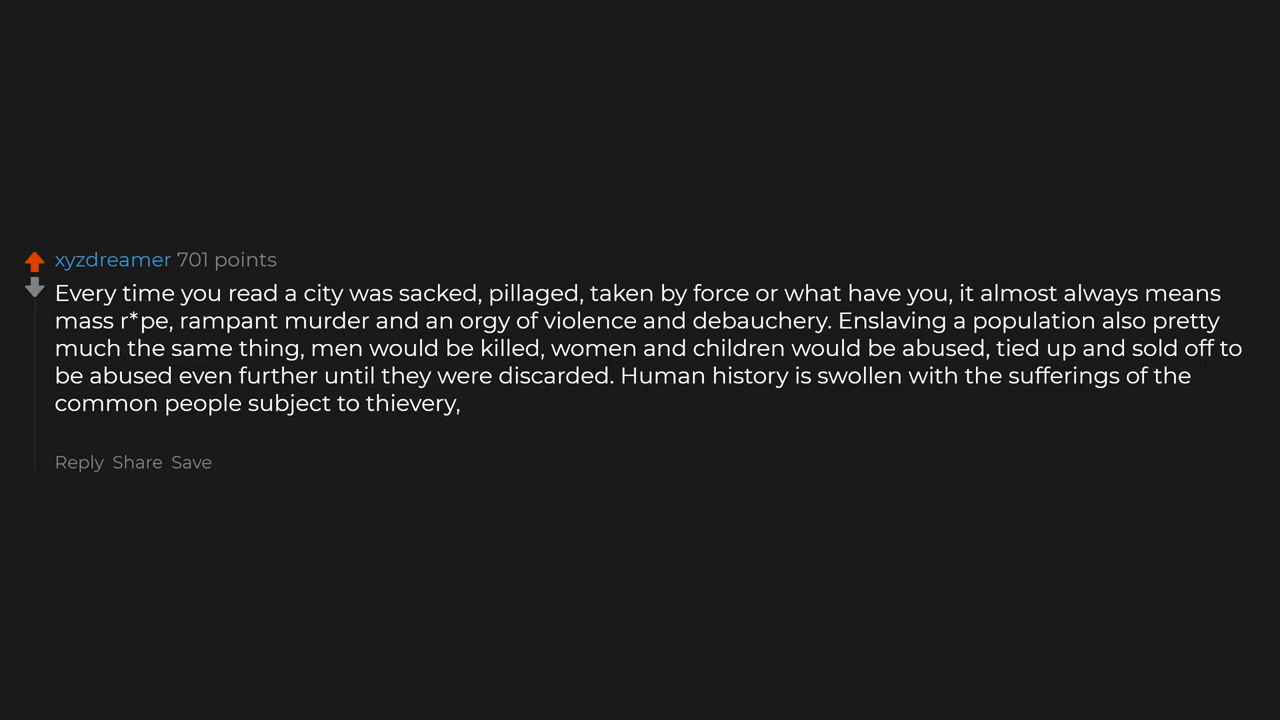 xyzdreamer 701 points
Every time you read a city was sacked, pillaged, taken by force or what have you, it almost always means
mass r*pe, rampant murder and an orgy of violence and debauchery. Enslaving a population also pretty
much the same thing, men would be killed, women and children would be abused, tied up and sold off to
be abused even further until they were discarded. Human history is swollen with the sufferings of the
common people subject to thievery,
Reply Share Save